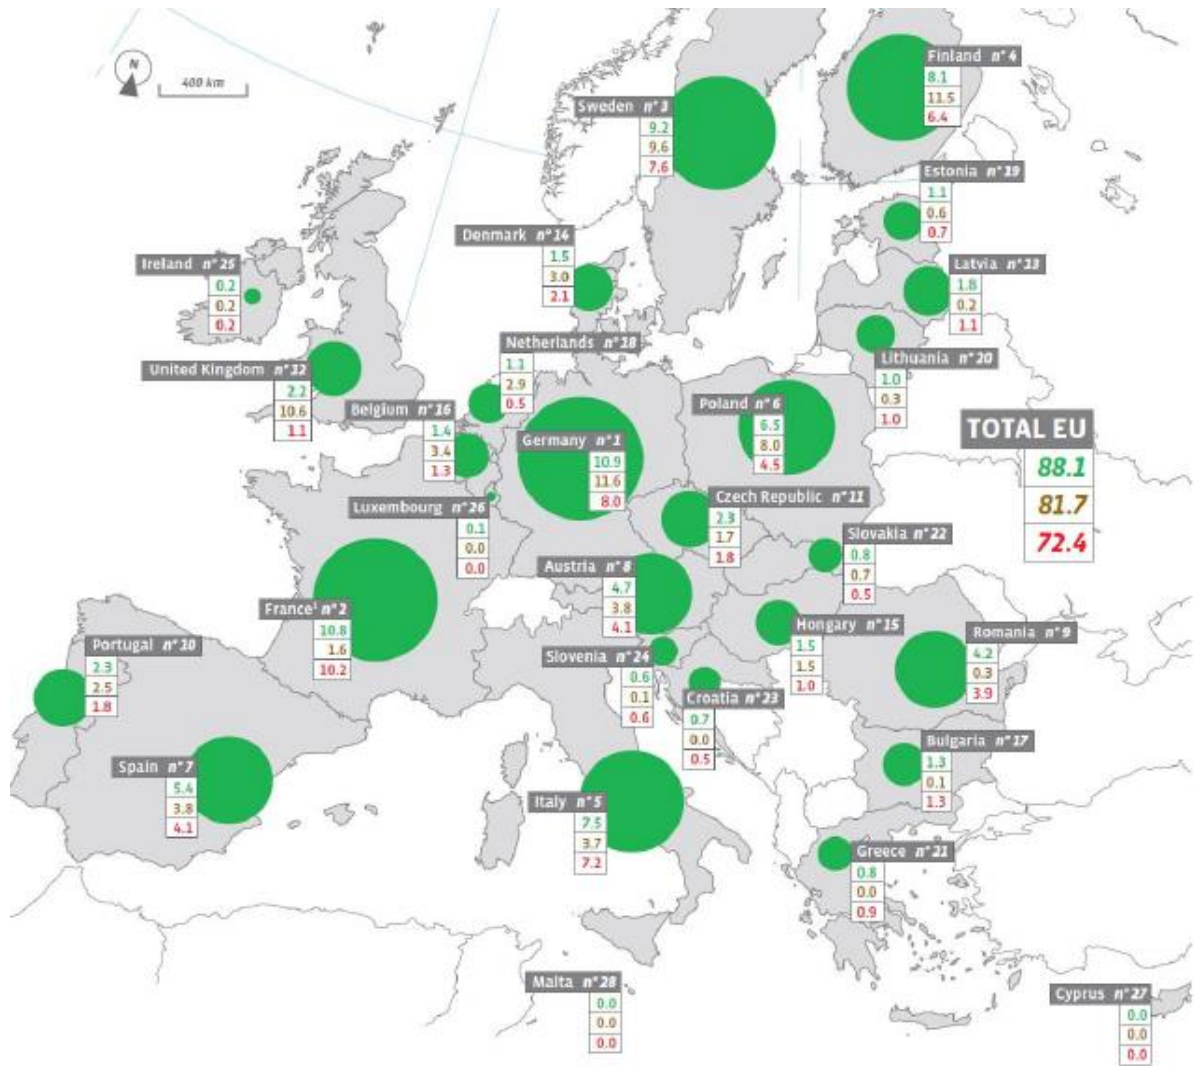 N
400 km
Finland n°4
8.1
11.5
6.4
Sweden n°3
9.2
9.6
7.6
Estonia n°19
1.1
0.6
0.7
Denmark n°14
1.5
3.0
2.1
Ireland n°25
0.2
0.2
0.2
Latvia n°13
1.8
0.2
1.1
Netherlands n°18
1.1
2.9
0.5
Lithuania n°20
1.0
0.3
1.0
United Kingdom n°12
2.2
10.6
1.1
Belgium n°16
1.4
3.4
1.3
Poland n°6
6.5
8.0
4.5
Germany n°1
10.9
11.6
8.0
TOTAL EU
88.1
81.7
72.4
Luxembourg n°26
0.1
0.0
0.0
Czech Republic n°11
2.3
1.7
1.8
Slovakia n°22
0.8
0.7
0.5
Austria n°8
4.7
3.8
4.1
France¹ n°2
10.8
1.6
10.2
Hongary n°15
1.5
1.5
1.0
Romania n°9
4.2
0.3
3.9
Portugal n°10
2.3
2.5
1.8
Slovenia n°24
0.6
0.1
0.6
Croatia n°23
0.7
0.0
0.5
Bulgaria n°17
1.3
0.1
1.3
Spain n°7
5.4
3.8
4.1
Italy n°5
7.5
3.7
7.2
Greece n°21
0.8
0.0
0.9
Malta n°28
0.0
0.0
0.0
Cyprus n°27
0.0
0.0
0.0